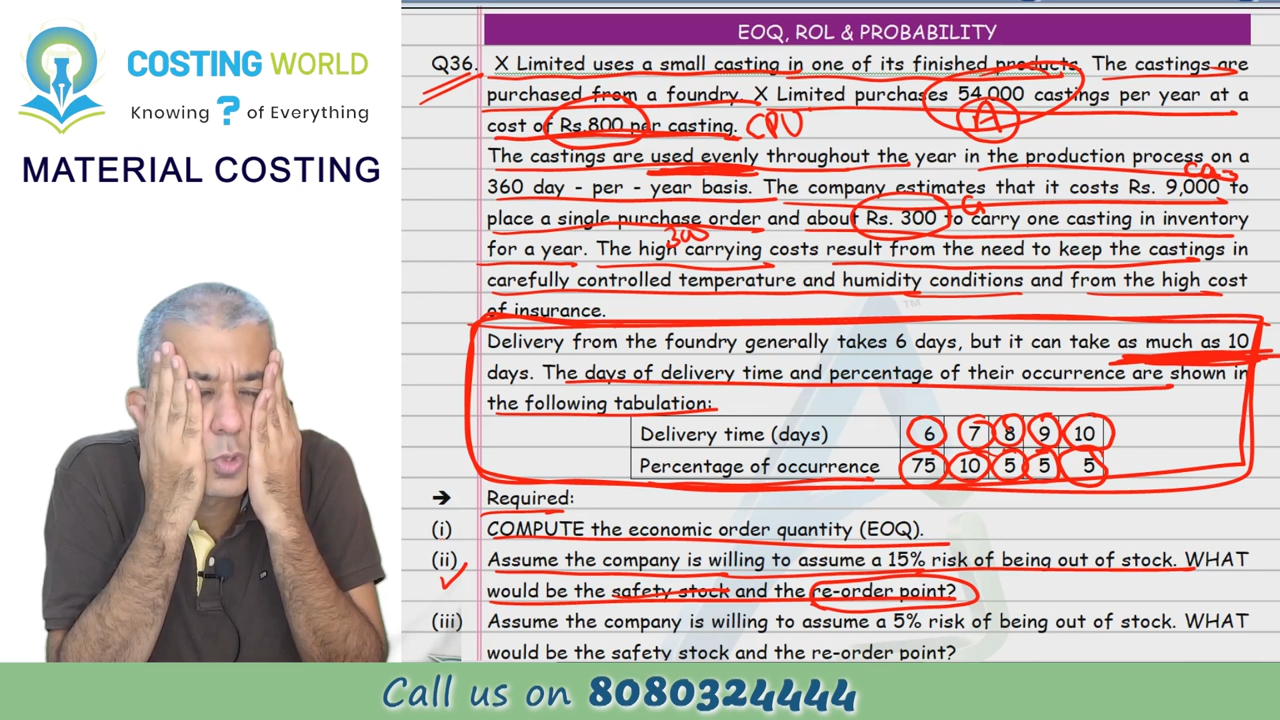 COSTING WORLD
Knowing ? of Everything
MATERIAL COSTING
EOQ, ROL & PROBABILITY
Q36. X Limited uses a small casting in one of its finished products. The castings are
purchased from a foundry. X Limited purchases 54,000 castings per year at a
cost of Rs.800 per casting. CPU
A
The castings are used evenly throughout the year in the production process on a
360 day - per - year basis. The company estimates that it costs Rs. 9,000 to
place a single purchase order and about Rs. 300 to carry one casting in inventory
300
for a year. The high carrying costs result from the need to keep the castings in
carefully controlled temperature and humidity conditions and from the high cost
of insurance.
TM
Delivery from the foundry generally takes 6 days, but it can take as much as 10
days. The days of delivery time and percentage of their occurrence are shown in
the following tabulation:
Delivery time (days) 6 7 8 9 10
Percentage of occurrence 75 10 5 5 5
➔ Required:
(i) COMPUTE the economic order quantity (EOQ).
(ii) Assume the company is willing to assume a 15% risk of being out of stock. WHAT
would be the safety stock and the re-order point?
(iii) Assume the company is willing to assume a 5% risk of being out of stock. WHAT
would be the safety stock and the re-order point?
Call us on 8080324444